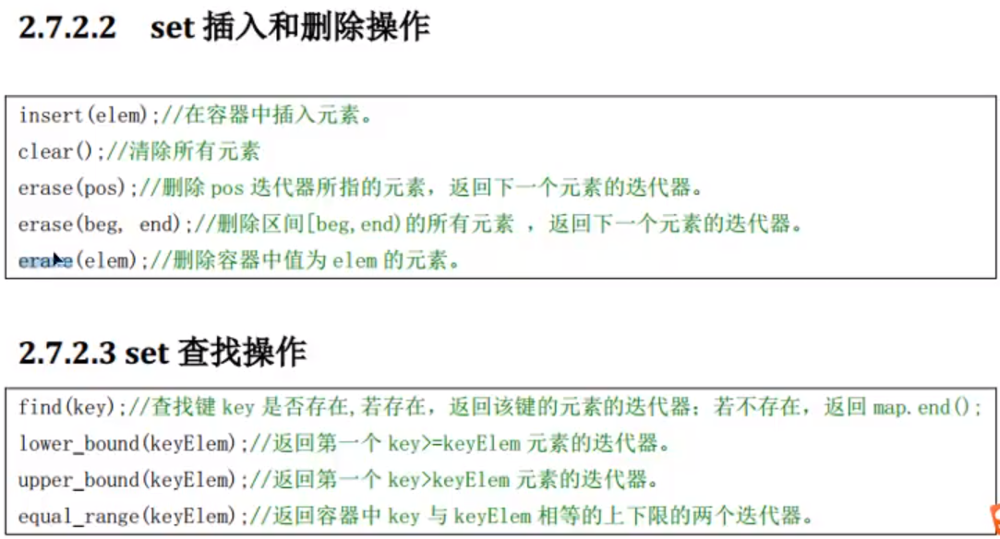 2.7.2.2 set 插入和删除操作
insert(elem);//在容器中插入元素。
clear();//清除所有元素
erase(pos);//删除 pos 迭代器所指的元素，返回下一个元素的迭代器。
erase(beg, end);//删除区间[beg,end)的所有元素 ，返回下一个元素的迭代器。
erase(elem);//删除容器中值为 elem 的元素。
2.7.2.3 set 查找操作
find(key);//查找键 key 是否存在,若存在，返回该键的元素的迭代器；若不存在，返回 map.end();
lower_bound(keyElem);//返回第一个 key>=keyElem 元素的迭代器。
upper_bound(keyElem);//返回第一个 key>keyElem 元素的迭代器。
equal_range(keyElem);//返回容器中 key 与 keyElem 相等的上下限的两个迭代器。